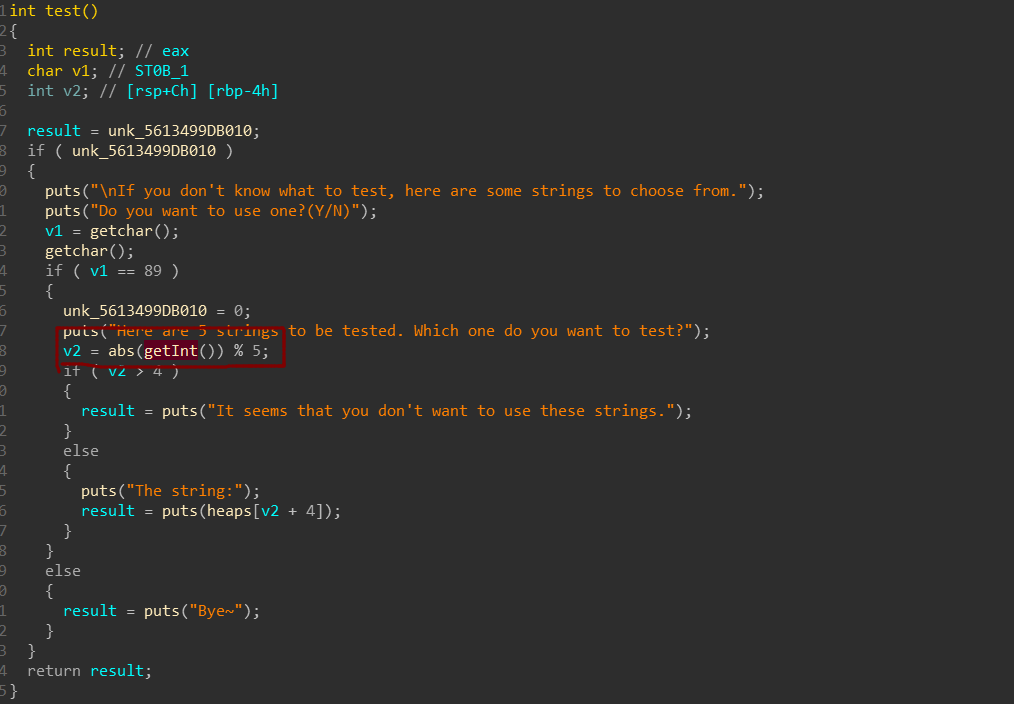 1int test()
2{
3  int result; // eax
4  char v1; // ST0B_1
5  int v2; // [rsp+Ch] [rbp-4h]
6
7  result = unk_5613499DB010;
8  if ( unk_5613499DB010 )
9  {
0    puts("\nIf you don't know what to test, here are some strings to choose from.");
1    puts("Do you want to use one?(Y/N)");
2    v1 = getchar();
3    getchar();
4    if ( v1 == 89 )
5    {
6      unk_5613499DB010 = 0;
7      puts("Here are 5 strings to be tested. Which one do you want to test?");
8      v2 = abs(getInt()) % 5;
9      if ( v2 > 4 )
0      {
1        result = puts("It seems that you don't want to use these strings.");
2      }
3      else
4      {
5        puts("The string:");
6        result = puts(heaps[v2 + 4]);
7      }
8    }
9    else
0    {
1      result = puts("Bye~");
2    }
3  }
4  return result;
5}